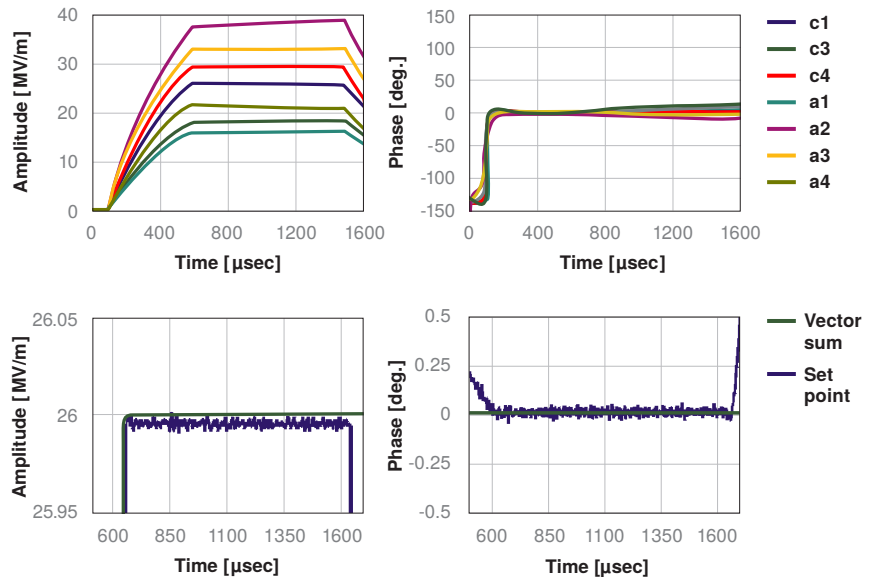 Amplitude [ MV/m]
40
30
20
10
0
0
400
800
1200
1600
Time [µsec]
Phase [deg.]
150
100
50
0
-50
-100
-150
0
400
800
1200
1600
Time [µsec]
c1
c3
c4
a1
a2
a3
a4
Amplitude [ MV/m]
26.05
26
25.95
600
850
1100
1350
1600
Time [µsec]
Phase [deg.]
0.5
0.25
0
-0.25
-0.5
600
1100
1600
Time [µsec]
Vector
sum
Set
point